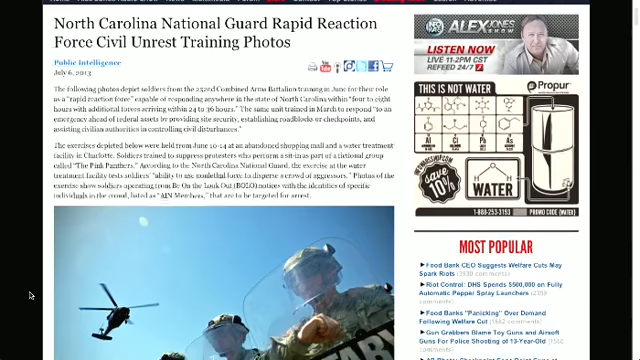 North Carolina National Guard Rapid Reaction
Force Civil Unrest Training Photos
Public Intelligence
July 6, 2013
The following photos depict soldiers from the 252nd Combined Arms Battalion training in June for their role
as a "rapid reaction force" capable of responding anywhere in the state of North Carolina within "four to eight
hours with additional forces arriving within 24 to 36 hours." The same unit trained in March to respond "to an
emergency ahead of federal assets by providing site security, establishing roadblocks or checkpoints, and
assisting civilian authorities in controlling civil disturbances."
The exercises depicted below were held from June 10-14 at an abandoned shopping mall and a water treatment
facility in Charlotte. Soldiers trained to suppress protesters who perform a sit-in as part of a fictional group
called "The Pink Panthers." According to the North Carolina National Guard, the exercise at the water
treatment facility tests soldiers' "ability to use nonlethal force to disperse a crowd of aggressors." Photos of the
exercise show soldiers operating from Be On the Look Out (BOLO) notices with the identities of specific
individuals in the crowd, listed as "AIN Members," that are to be targeted for arrest.
ALEX JONES
SHOW
LISTEN NOW
LIVE 11-2PM CST
REFEED 24/7
THIS IS NOT WATER
Propur
save
10%
WATER
1-888-253-3193 PROMO CODE (WATER)
MOST POPULAR
Food Bank CEO Suggests Welfare Cuts May
Spark Riots
Riot Control: DHS Spends $500,000 on Fully
Automatic Pepper Spray Launchers
comments)
Food Banks "Panicking" Over Demand
Following Welfare Cut
comments)
Gun Grabbers Blame Toy Guns and Airsoft
Guns For Police Shooting of 13-Year-Old
comments)